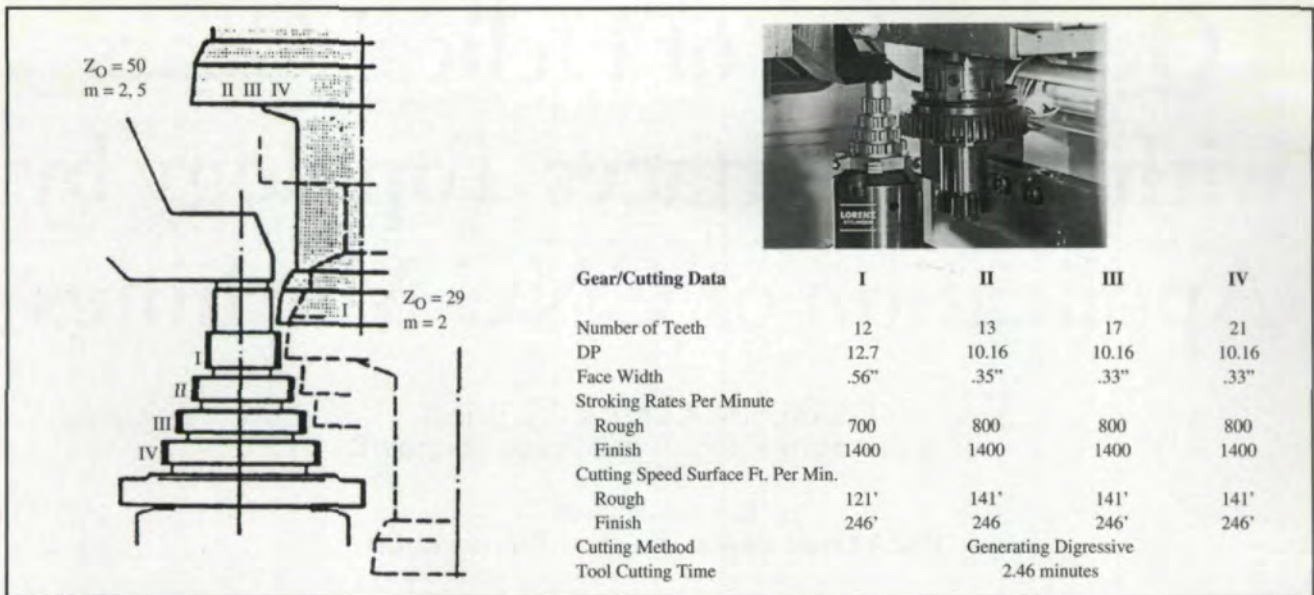 Z₀ = 50
m = 2, 5
II III IV
Z₀ = 29
m = 2
I
I
II
III
IV
LORENZ
Gear/Cutting Data I II III IV
Number of Teeth 12 13 17 21
DP 12.7 10.16 10.16 10.16
Face Width .56" .35" .33" .33"
Stroking Rates Per Minute
Rough 700 800 800 800
Finish 1400 1400 1400 1400
Cutting Speed Surface Ft. Per Min.
Rough 121' 141' 141' 141'
Finish 246' 246 246' 246'
Cutting Method Generating Digressive
Tool Cutting Time 2.46 minutes